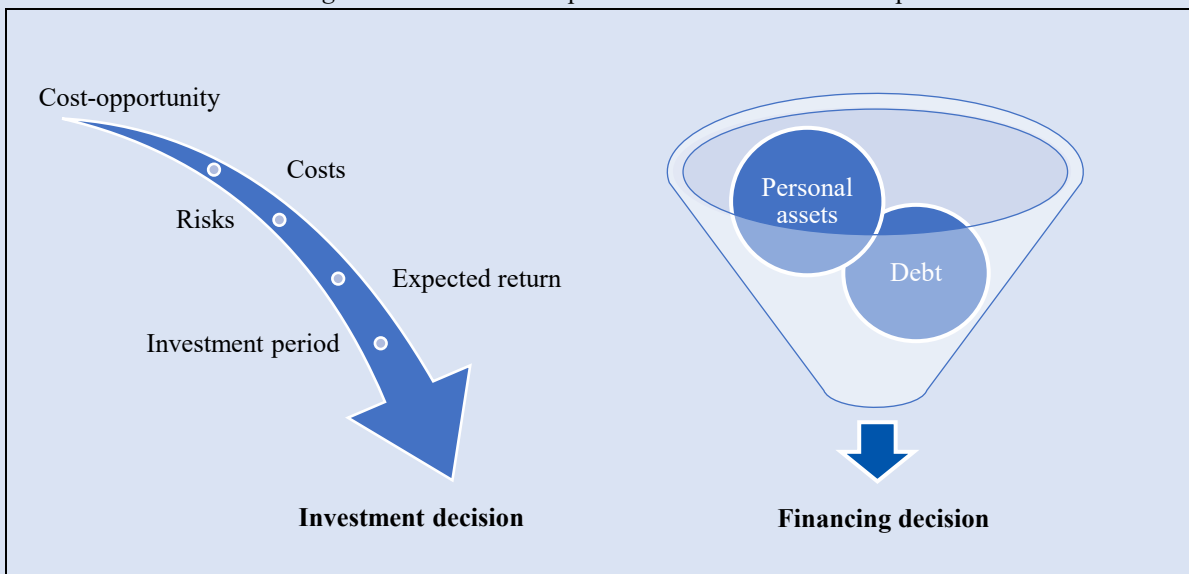 Cost-opportunity
Costs
Risks
Expected return
Investment period
Investment decision
Personal
assets
Debt
Financing decision